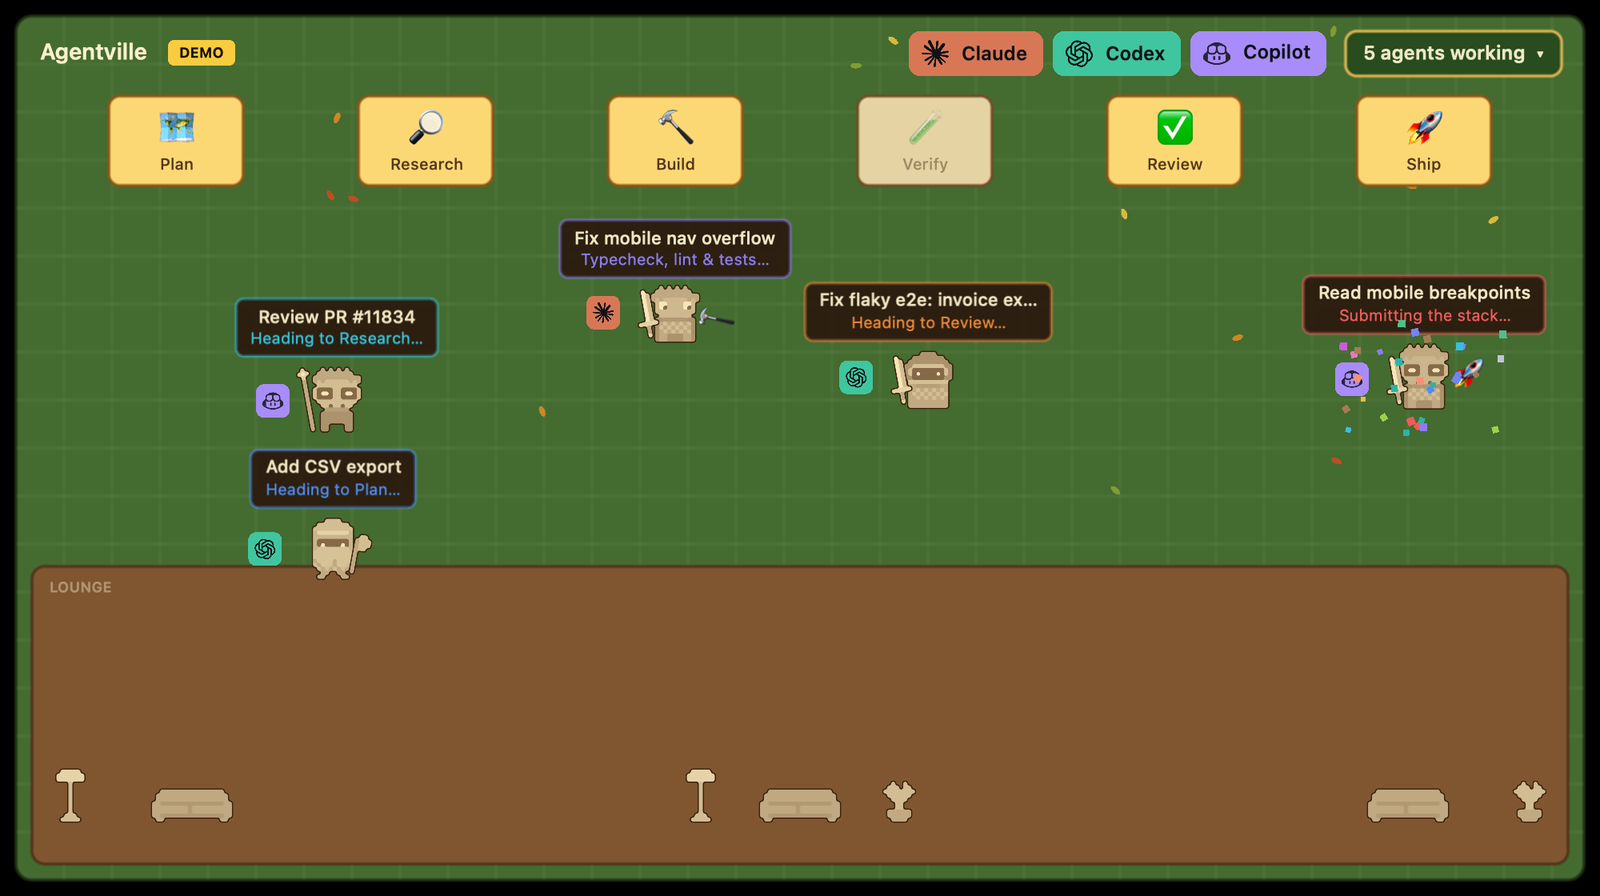 Agentville
DEMO
Claude
Codex
Copilot
5 agents working
Plan
Research
Build
Verify
Review
Ship
Fix mobile nav overflow
Typecheck, lint & tests...
Read mobile breakpoints
Submitting the stack...
Fix flaky e2e: invoice ex...
Heading to Review...
Review PR #11834
Heading to Research...
Add CSV export
Heading to Plan...
LOUNGE